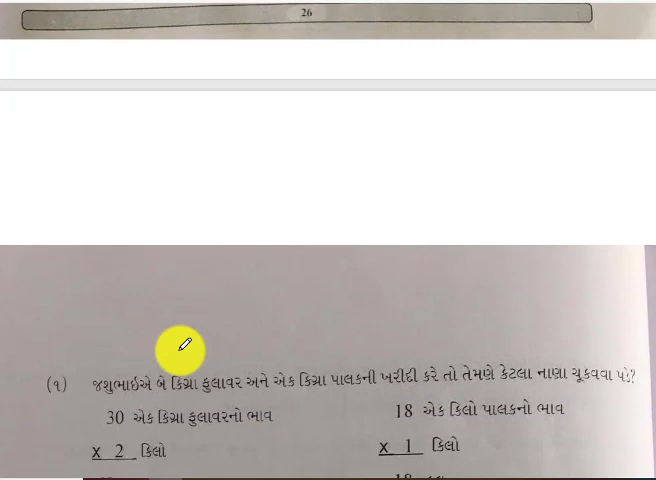 26
(૧) જશુભાઈએ બે કિગ્રા ફુલાવર અને એક કિગ્રા પાલકની ખરીદી કરે તો તેમણે કેટલા નાણા ચૂકવવા પડે?
30 એક કિગ્રા ફુલાવરનો ભાવ 18 એક કિલો પાલકનો ભાવ
X 2 કિલો X 1 કિલો